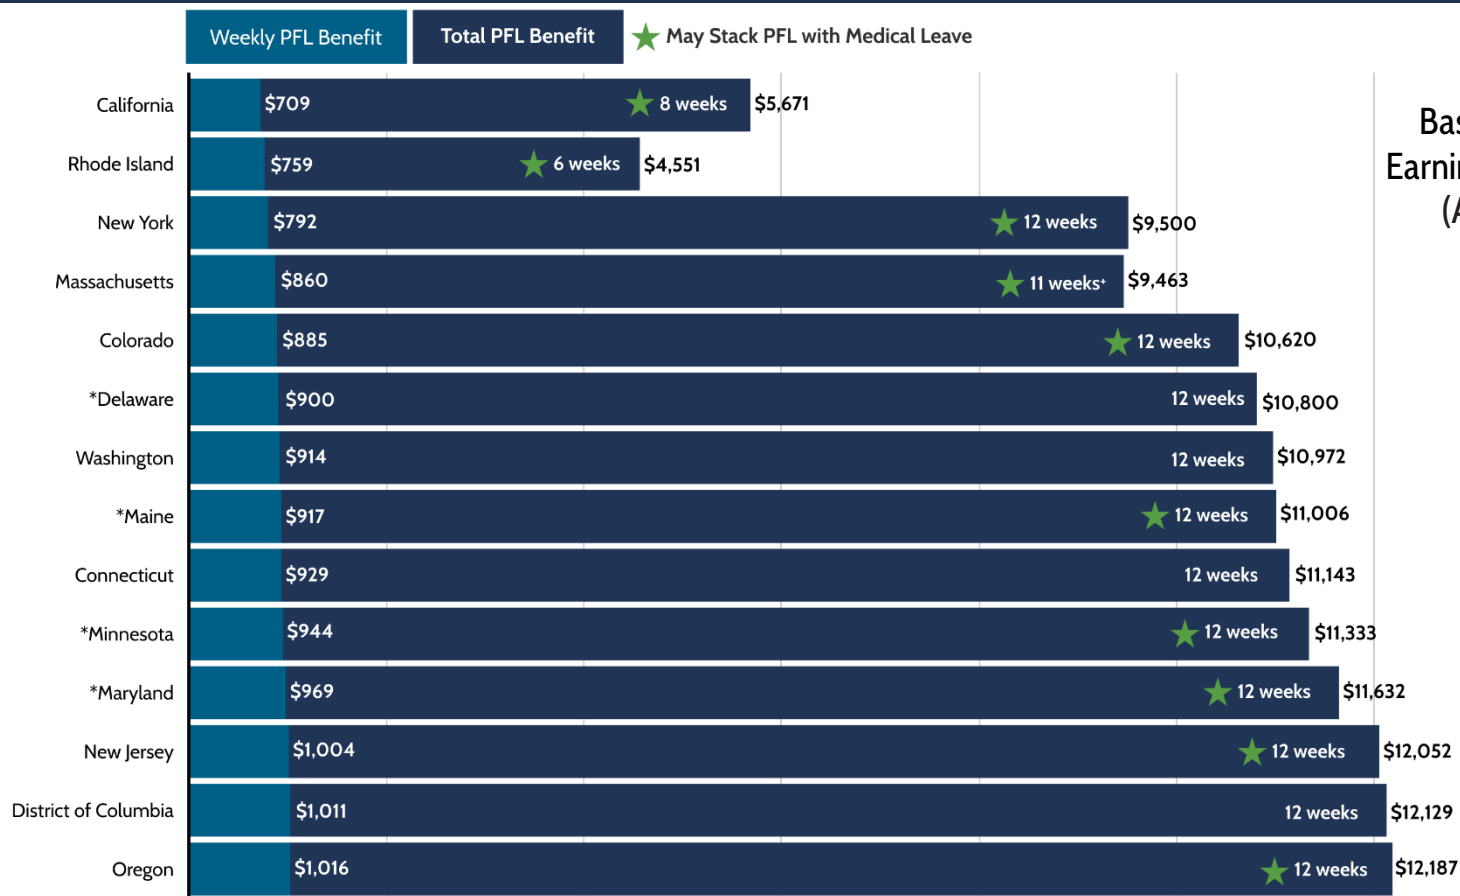 Weekly PFL Benefit Total PFL Benefit May Stack PFL with Medical Leave
California $709 8 weeks $5,671
Rhode Island $759 6 weeks $4,551
New York $792 12 weeks $9,500
Massachusetts $860 11 weeks+ $9,463
Colorado $885 12 weeks $10,620
*Delaware $900 12 weeks $10,800
Washington $914 12 weeks $10,972
*Maine $917 12 weeks $11,006
Connecticut $929 12 weeks $11,143
*Minnesota $944 12 weeks $11,333
*Maryland $969 12 weeks $11,632
New Jersey $1,004 12 weeks $12,052
District of Columbia $1,011 12 weeks $12,129
Oregon $1,016 12 weeks $12,187
Bas
Earnin
(A